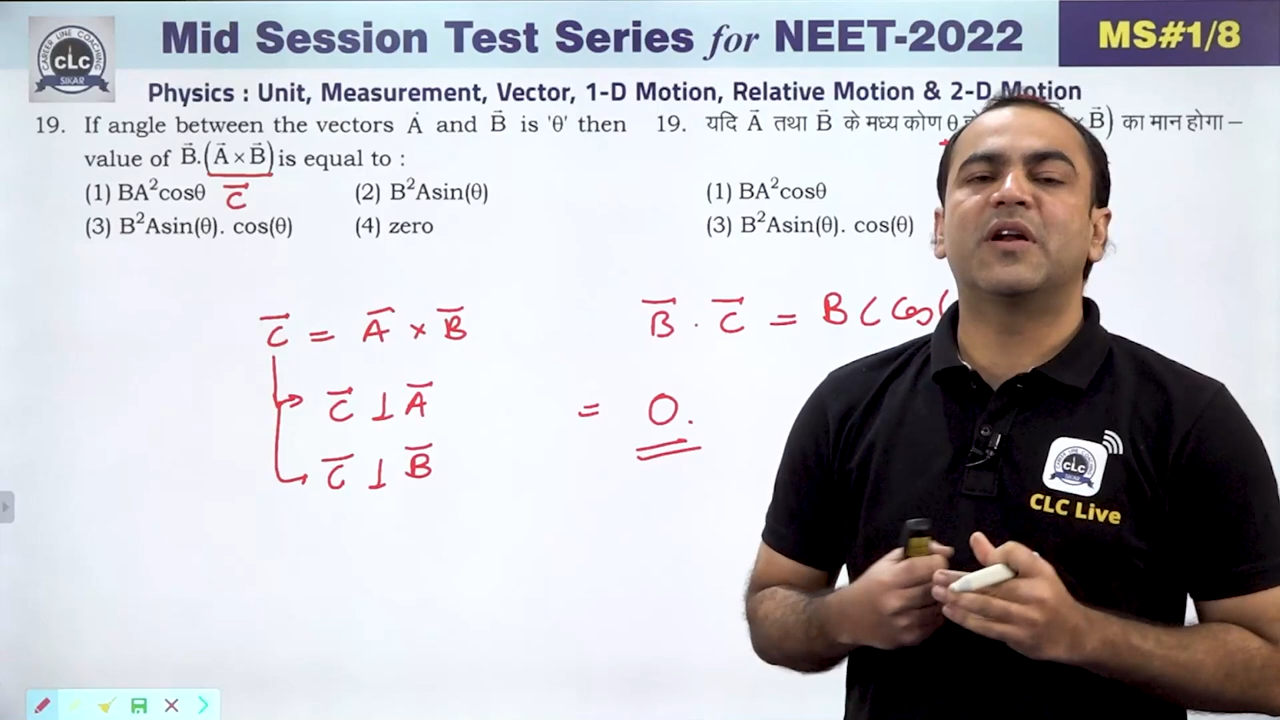 Mid Session Test Series for NEET-2022
MS#1/8
CAREER LINE COACHING
CLC
SIKAR
Physics : Unit, Measurement, Vector, 1-D Motion, Relative Motion & 2-D Motion
19. If angle between the vectors A⃗ and B⃗ is 'θ' then
value of B⃗.(A⃗×B⃗) is equal to :
(1) BA²cosθ (2) B²Asin(θ)
C⃗
(3) B²Asin(θ). cos(θ) (4) zero
19. यदि A⃗ तथा B⃗ के मध्य कोण θ B⃗) का मान होगा –
(1) BA²cosθ
(3) B²Asin(θ). cos(θ)
C⃗ = A⃗ × B⃗
C⃗ ⊥ A⃗
C⃗ ⊥ B⃗
B⃗ . C⃗ = B C Cos(
= 0.
CLC
CLC Live